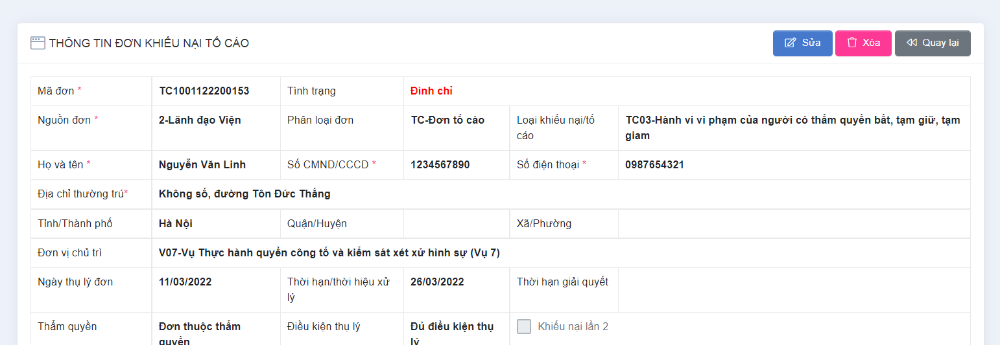 THÔNG TIN ĐƠN KHIẾU NẠI TỐ CÁO
Sửa
Xóa
Quay lại
Mã đơn *
TC1001122200153
Tình trạng
Đình chỉ
Nguồn đơn *
2-Lãnh đạo Viện
Phân loại đơn
TC-Đơn tố cáo
Loại khiếu nại/tố
cáo
TC03-Hành vi vi phạm của người có thẩm quyền bắt, tạm giữ, tạm
giam
Họ và tên *
Nguyễn Văn Linh
Số CMND/CCCD *
1234567890
Số điện thoại *
0987654321
Địa chỉ thường trú*
Không số, đường Tôn Đức Thắng
Tỉnh/Thành phố
Hà Nội
Quận/Huyện
Xã/Phường
Đơn vị chủ trì
V07-Vụ Thực hành quyền công tố và kiểm sát xét xử hình sự (Vụ 7)
Ngày thụ lý đơn
11/03/2022
Thời hạn/thời hiệu xử
lý
26/03/2022
Thời hạn giải quyết
Thẩm quyền
Đơn thuộc thẩm
quyền
Điều kiện thụ lý
Đủ điều kiện thụ
lý
Khiếu nại lần 2